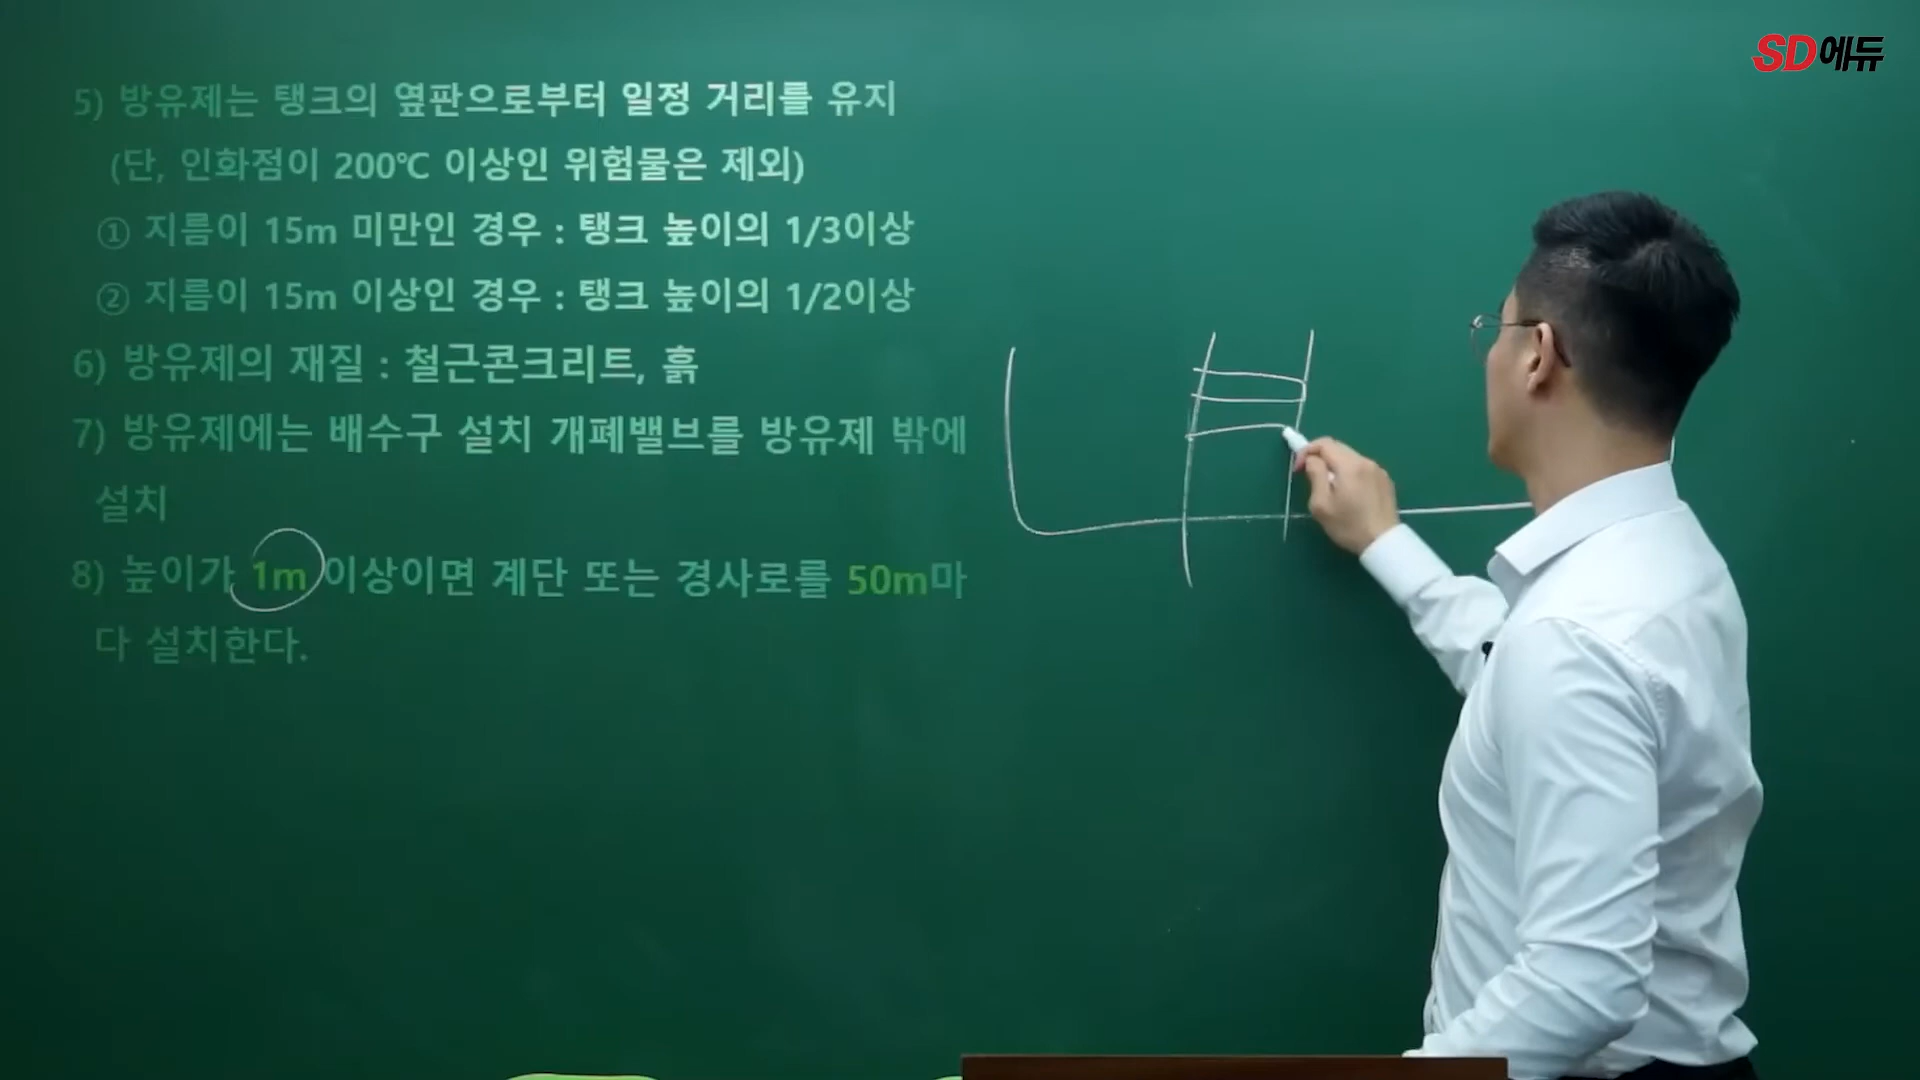 SD에듀
5) 방유제는 탱크의 옆판으로부터 일정 거리를 유지
(단, 인화점이 200℃ 이상인 위험물은 제외)
① 지름이 15m 미만인 경우 : 탱크 높이의 1/3이상
② 지름이 15m 이상인 경우 : 탱크 높이의 1/2이상
6) 방유제의 재질 : 철근콘크리트, 흙
7) 방유제에는 배수구 설치 개폐밸브를 방유제 밖에
설치
8) 높이가 1m 이상이면 계단 또는 경사로를 50m마
다 설치한다.